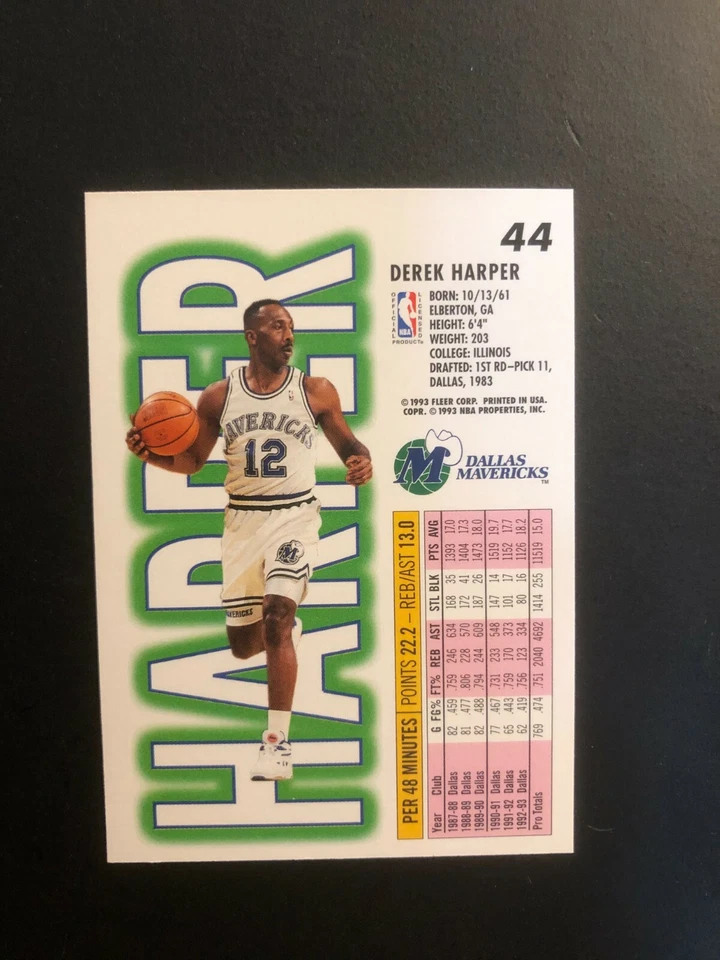 44
DEREK HARPER
OFFICIAL LICENSED
NBA
PRODUCT
BORN: 10/13/61
ELBERTON, GA
HEIGHT: 6'4"
WEIGHT: 203
COLLEGE: ILLINOIS
DRAFTED: 1ST RD–PICK 11,
DALLAS, 1983
© 1993 FLEER CORP. PRINTED IN USA.
COPR. © 1993 NBA PROPERTIES, INC.
M DALLAS
MAVERICKS™
HARPER
MAVERICKS
12
M
MAVERICKS
PER 48 MINUTES | POINTS 22.2 – REB/AST 13.0
Year Club G FG% FT% REB AST STL BLK PTS AVG
1987-88 Dallas 82 .459 .759 246 634 168 35 1393 17.0
1988-89 Dallas 81 .477 .806 228 570 172 41 1404 17.3
1989-90 Dallas 82 .488 .794 244 609 187 26 1473 18.0
1990-91 Dallas 77 .467 .731 233 548 147 14 1519 19.7
1991-92 Dallas 65 .443 .759 170 373 101 17 1152 17.7
1992-93 Dallas 62 .419 .756 123 334 80 16 1126 18.2
Pro Totals 769 .474 .751 2040 4692 1414 255 11519 15.0